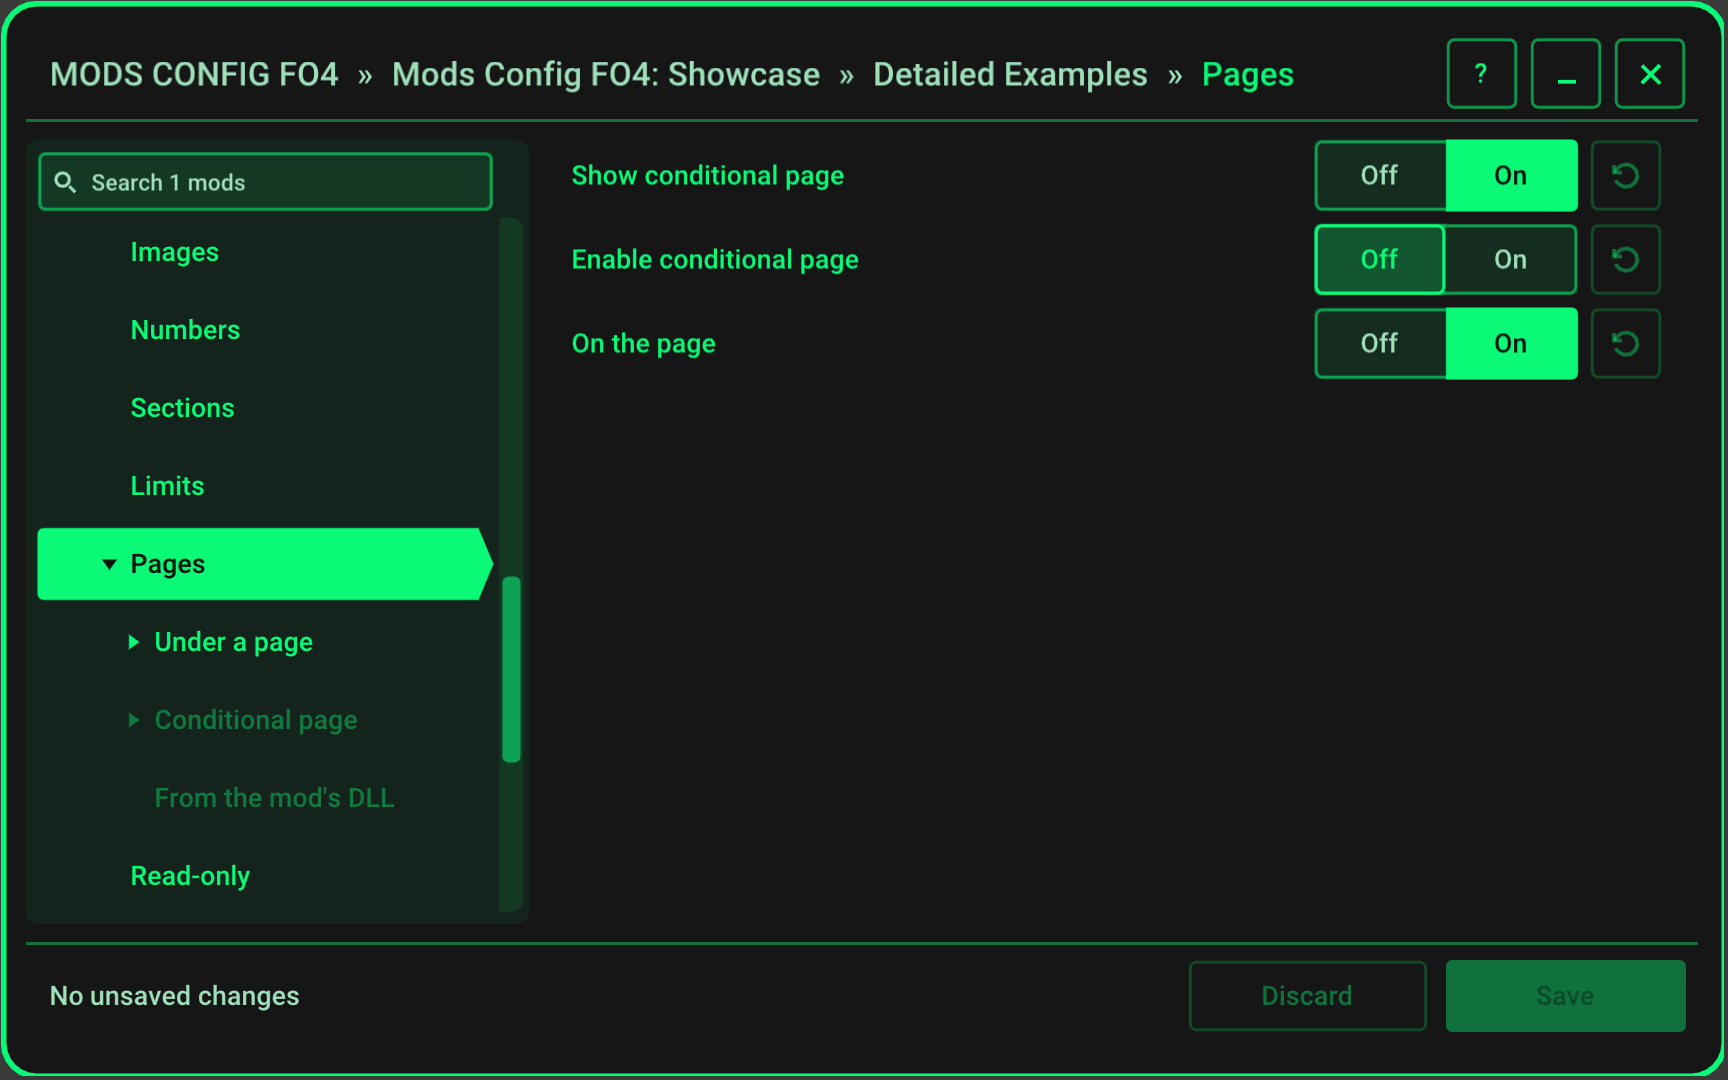 MODS CONFIG FO4 » Mods Config FO4: Showcase » Detailed Examples » Pages
?
Search 1 mods
Images
Numbers
Sections
Limits
Pages
Under a page
Conditional page
From the mod's DLL
Read-only
Show conditional page Off On
Enable conditional page Off On
On the page Off On
No unsaved changes
Discard
Save